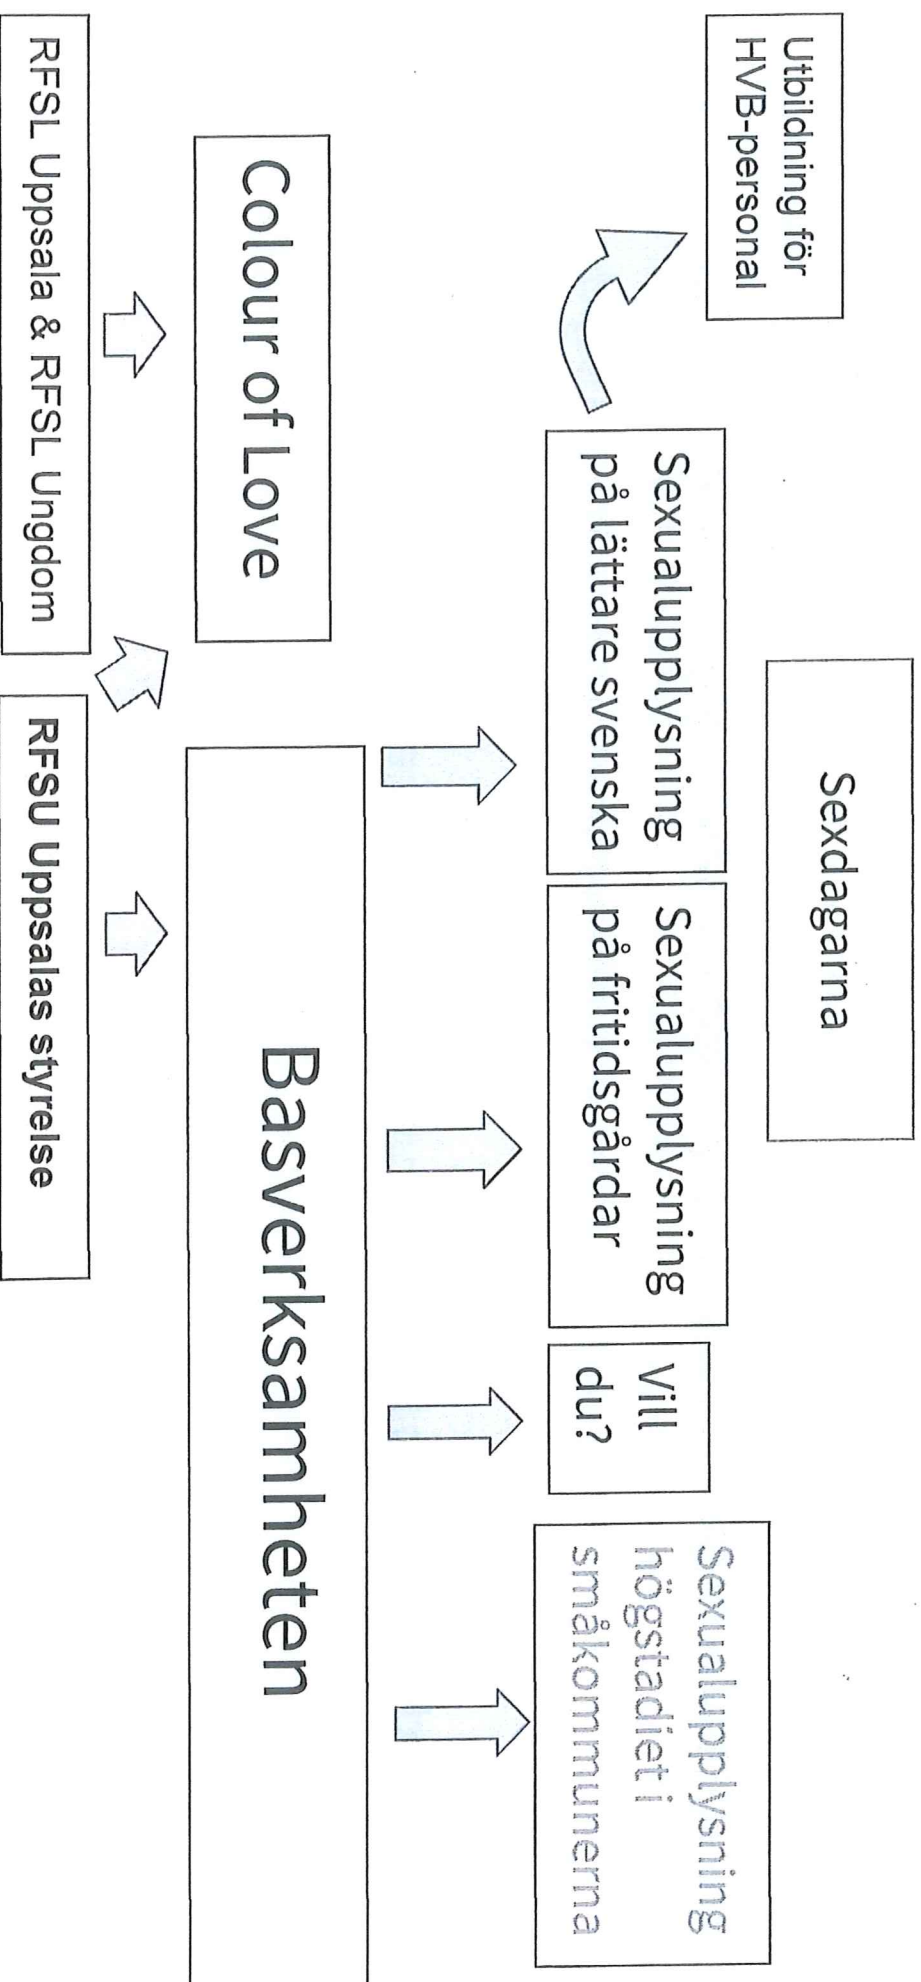 Sexdagarna
Utbildning för
HVB-personal
Sexualupplysning
på lättare svenska
Sexualupplysning
på fritidsgårdar
Vill
du?
Sexualupplysning
högstadiet i
småkommunerna
Colour of Love
Basverksamheten
RFSL Uppsala & RFSL Ungdom
RFSU Uppsalas styrelse